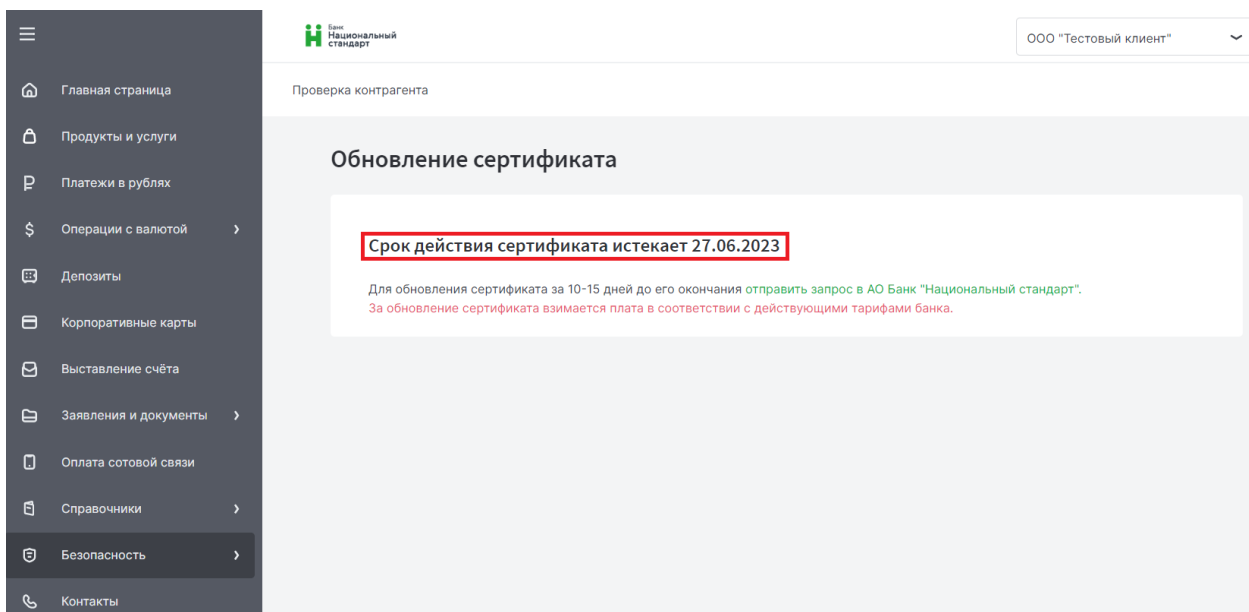 Банк
Национальный
стандарт
ООО "Тестовый клиент"
Главная страница
Продукты и услуги
Платежи в рублях
Операции с валютой
Депозиты
Корпоративные карты
Выставление счёта
Заявления и документы
Оплата сотовой связи
Справочники
Безопасность
Контакты
Проверка контрагента
Обновление сертификата
Срок действия сертификата истекает 27.06.2023
Для обновления сертификата за 10-15 дней до его окончания отправить запрос в АО Банк "Национальный стандарт".
За обновление сертификата взимается плата в соответствии с действующими тарифами банка.